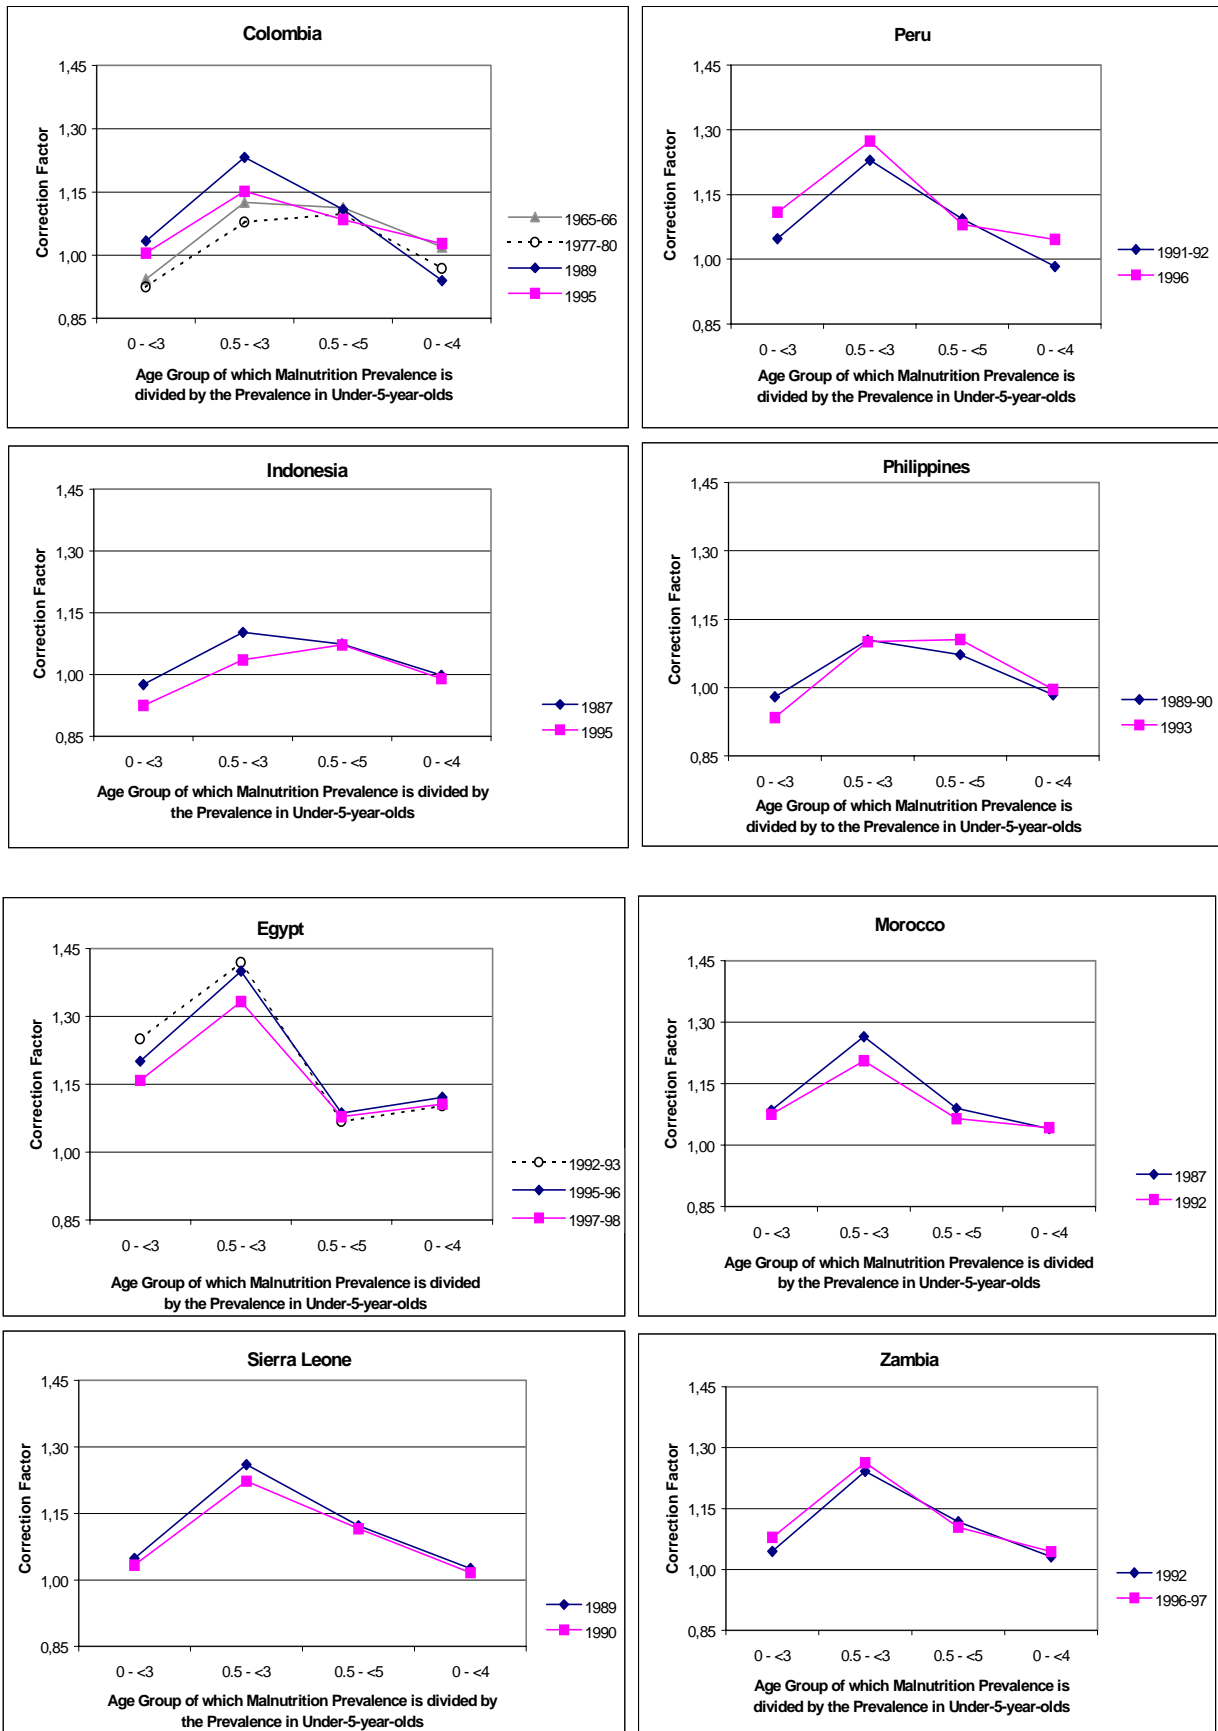 Colombia
1,45
1,30
1,15
1,00
0,85
Correction Factor
0 - <3 0.5 - <3 0.5 - <5 0 - <4
Age Group of which Malnutrition Prevalence is
divided by the Prevalence in Under-5-year-olds
1965-66
1977-80
1989
1995
Peru
1,45
1,30
1,15
1,00
0,85
Correction Factor
0 - <3 0.5 - <3 0.5 - <5 0 - <4
Age Group of which Malnutrition Prevalence is
divided by the Prevalence in Under-5-year-olds
1991-92
1996
Indonesia
1,45
1,30
1,15
1,00
0,85
Correction Factor
0 - <3 0.5 - <3 0.5 - <5 0 - <4
Age Group of which Malnutrition Prevalence is divided by
the Prevalence in Under-5-year-olds
1987
1995
Philippines
1,45
1,30
1,15
1,00
0,85
Correction Factor
0 - <3 0.5 - <3 0.5 - <5 0 - <4
Age Group of which Malnutrition Prevalence is
divided by to the Prevalence in Under-5-year-olds
1989-90
1993
Egypt
1,45
1,30
1,15
1,00
0,85
Correction Factor
0 - <3 0.5 - <3 0.5 - <5 0 - <4
Age Group of which Malnutrition Prevalence is divided
by the Prevalence in Under-5-year-olds
1992-93
1995-96
1997-98
Morocco
1,45
1,30
1,15
1,00
0,85
Correction Factor
0 - <3 0.5 - <3 0.5 - <5 0 - <4
Age Group of which Malnutrition Prevalence is divided
by the Prevalence in Under-5-year-olds
1987
1992
Sierra Leone
1,45
1,30
1,15
1,00
0,85
Correction Factor
0 - <3 0.5 - <3 0.5 - <5 0 - <4
Age Group of which Malnutrition Prevalence is divided by
the Prevalence in Under-5-year-olds
1989
1990
Zambia
1,45
1,30
1,15
1,00
0,85
Correction Factor
0 - <3 0.5 - <3 0.5 - <5 0 - <4
Age Group of which Malnutrition Prevalence is
divided by the Prevalence in Under-5-year-olds
1992
1996-97